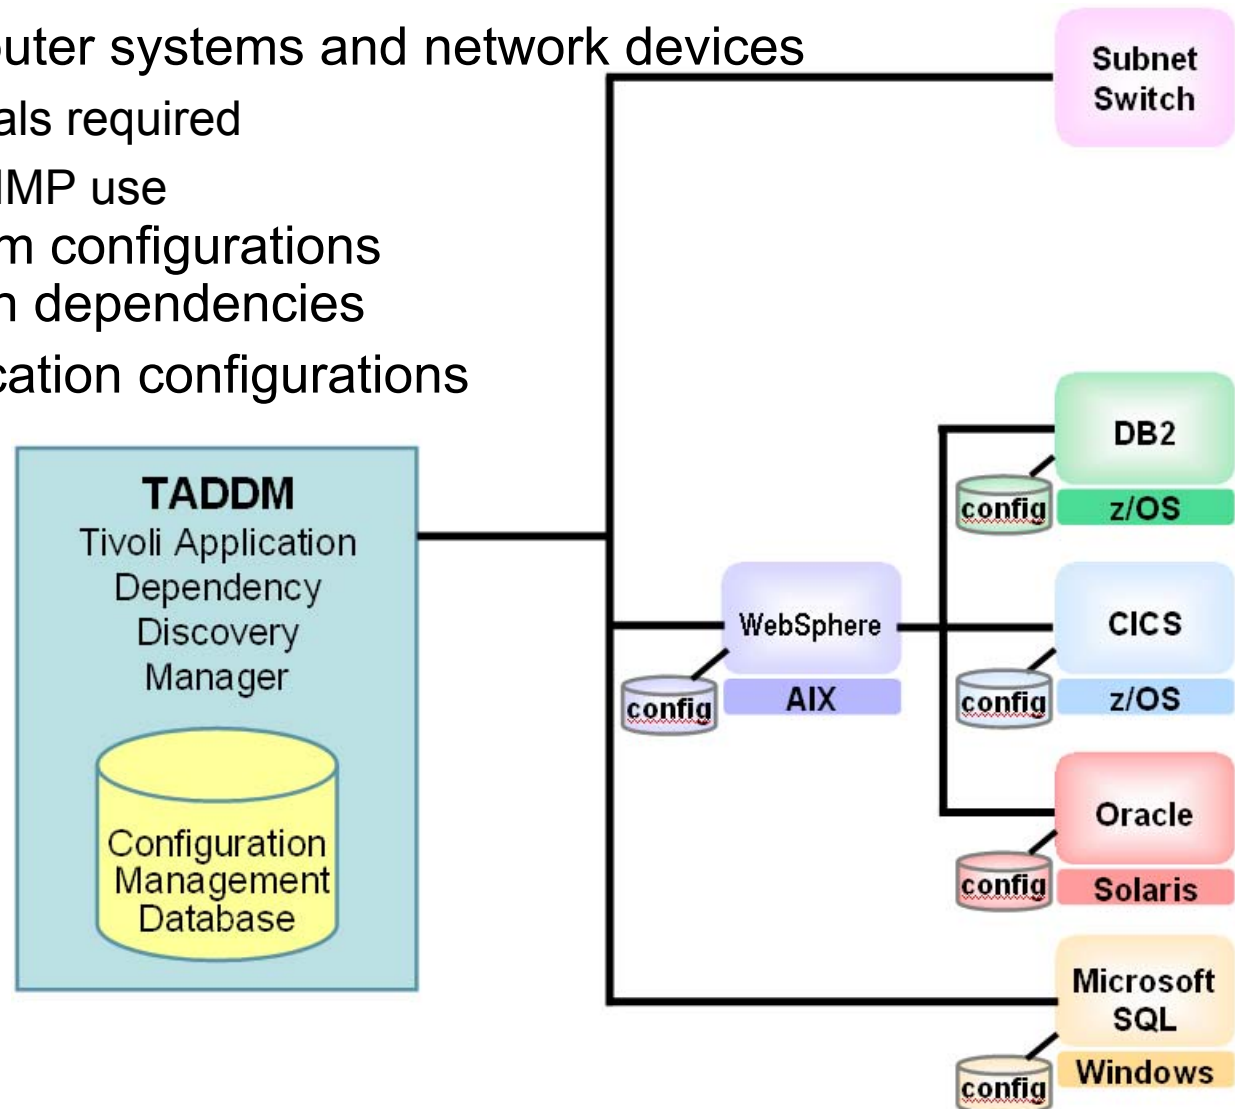 outer systems and network devices
als required
MP use
m configurations
n dependencies
cation configurations
TADDM
Tivoli Application
Dependency
Discovery
Manager
Configuration
Management
Database
Subnet
Switch
DB2
config
z/OS
WebSphere
config
AIX
CICS
config
z/OS
Oracle
config
Solaris
Microsoft
SQL
config
Windows